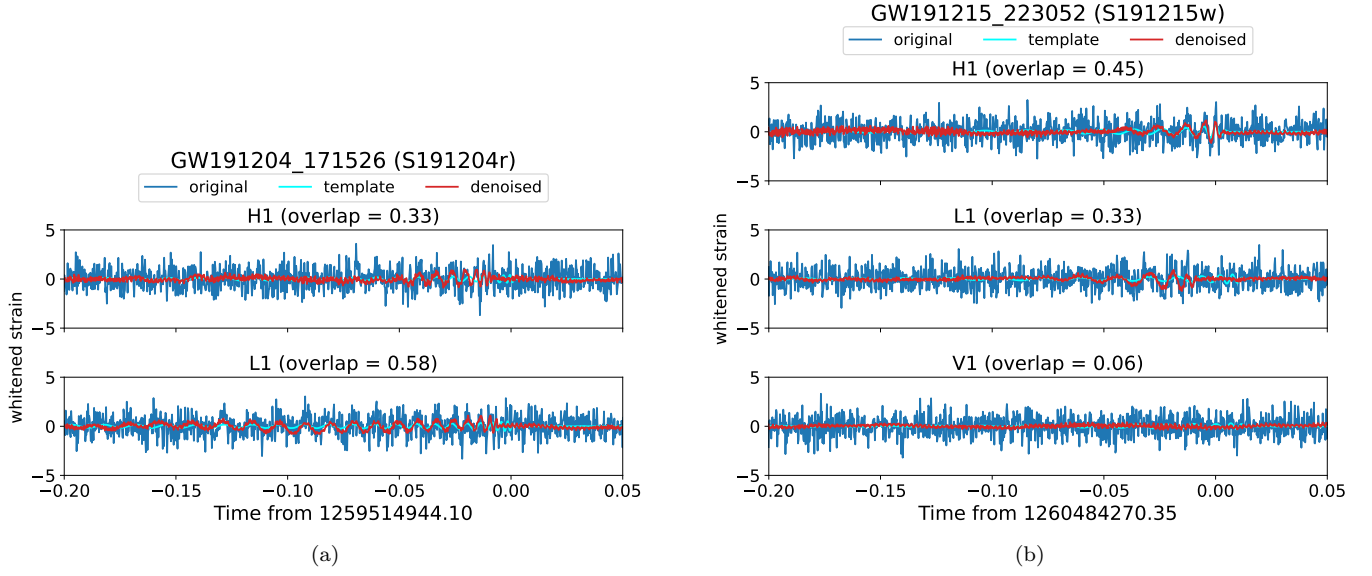 GW191204_171526 (S191204r)
original template denoised
H1 (overlap = 0.33)
5
0
−5
L1 (overlap = 0.58)
5
0
−5
whitened strain
−0.20 −0.15 −0.10 −0.05 0.00 0.05
Time from 1259514944.10
(a)
GW191215_223052 (S191215w)
original template denoised
H1 (overlap = 0.45)
5
0
−5
L1 (overlap = 0.33)
5
0
−5
V1 (overlap = 0.06)
5
0
−5
whitened strain
−0.20 −0.15 −0.10 −0.05 0.00 0.05
Time from 1260484270.35
(b)